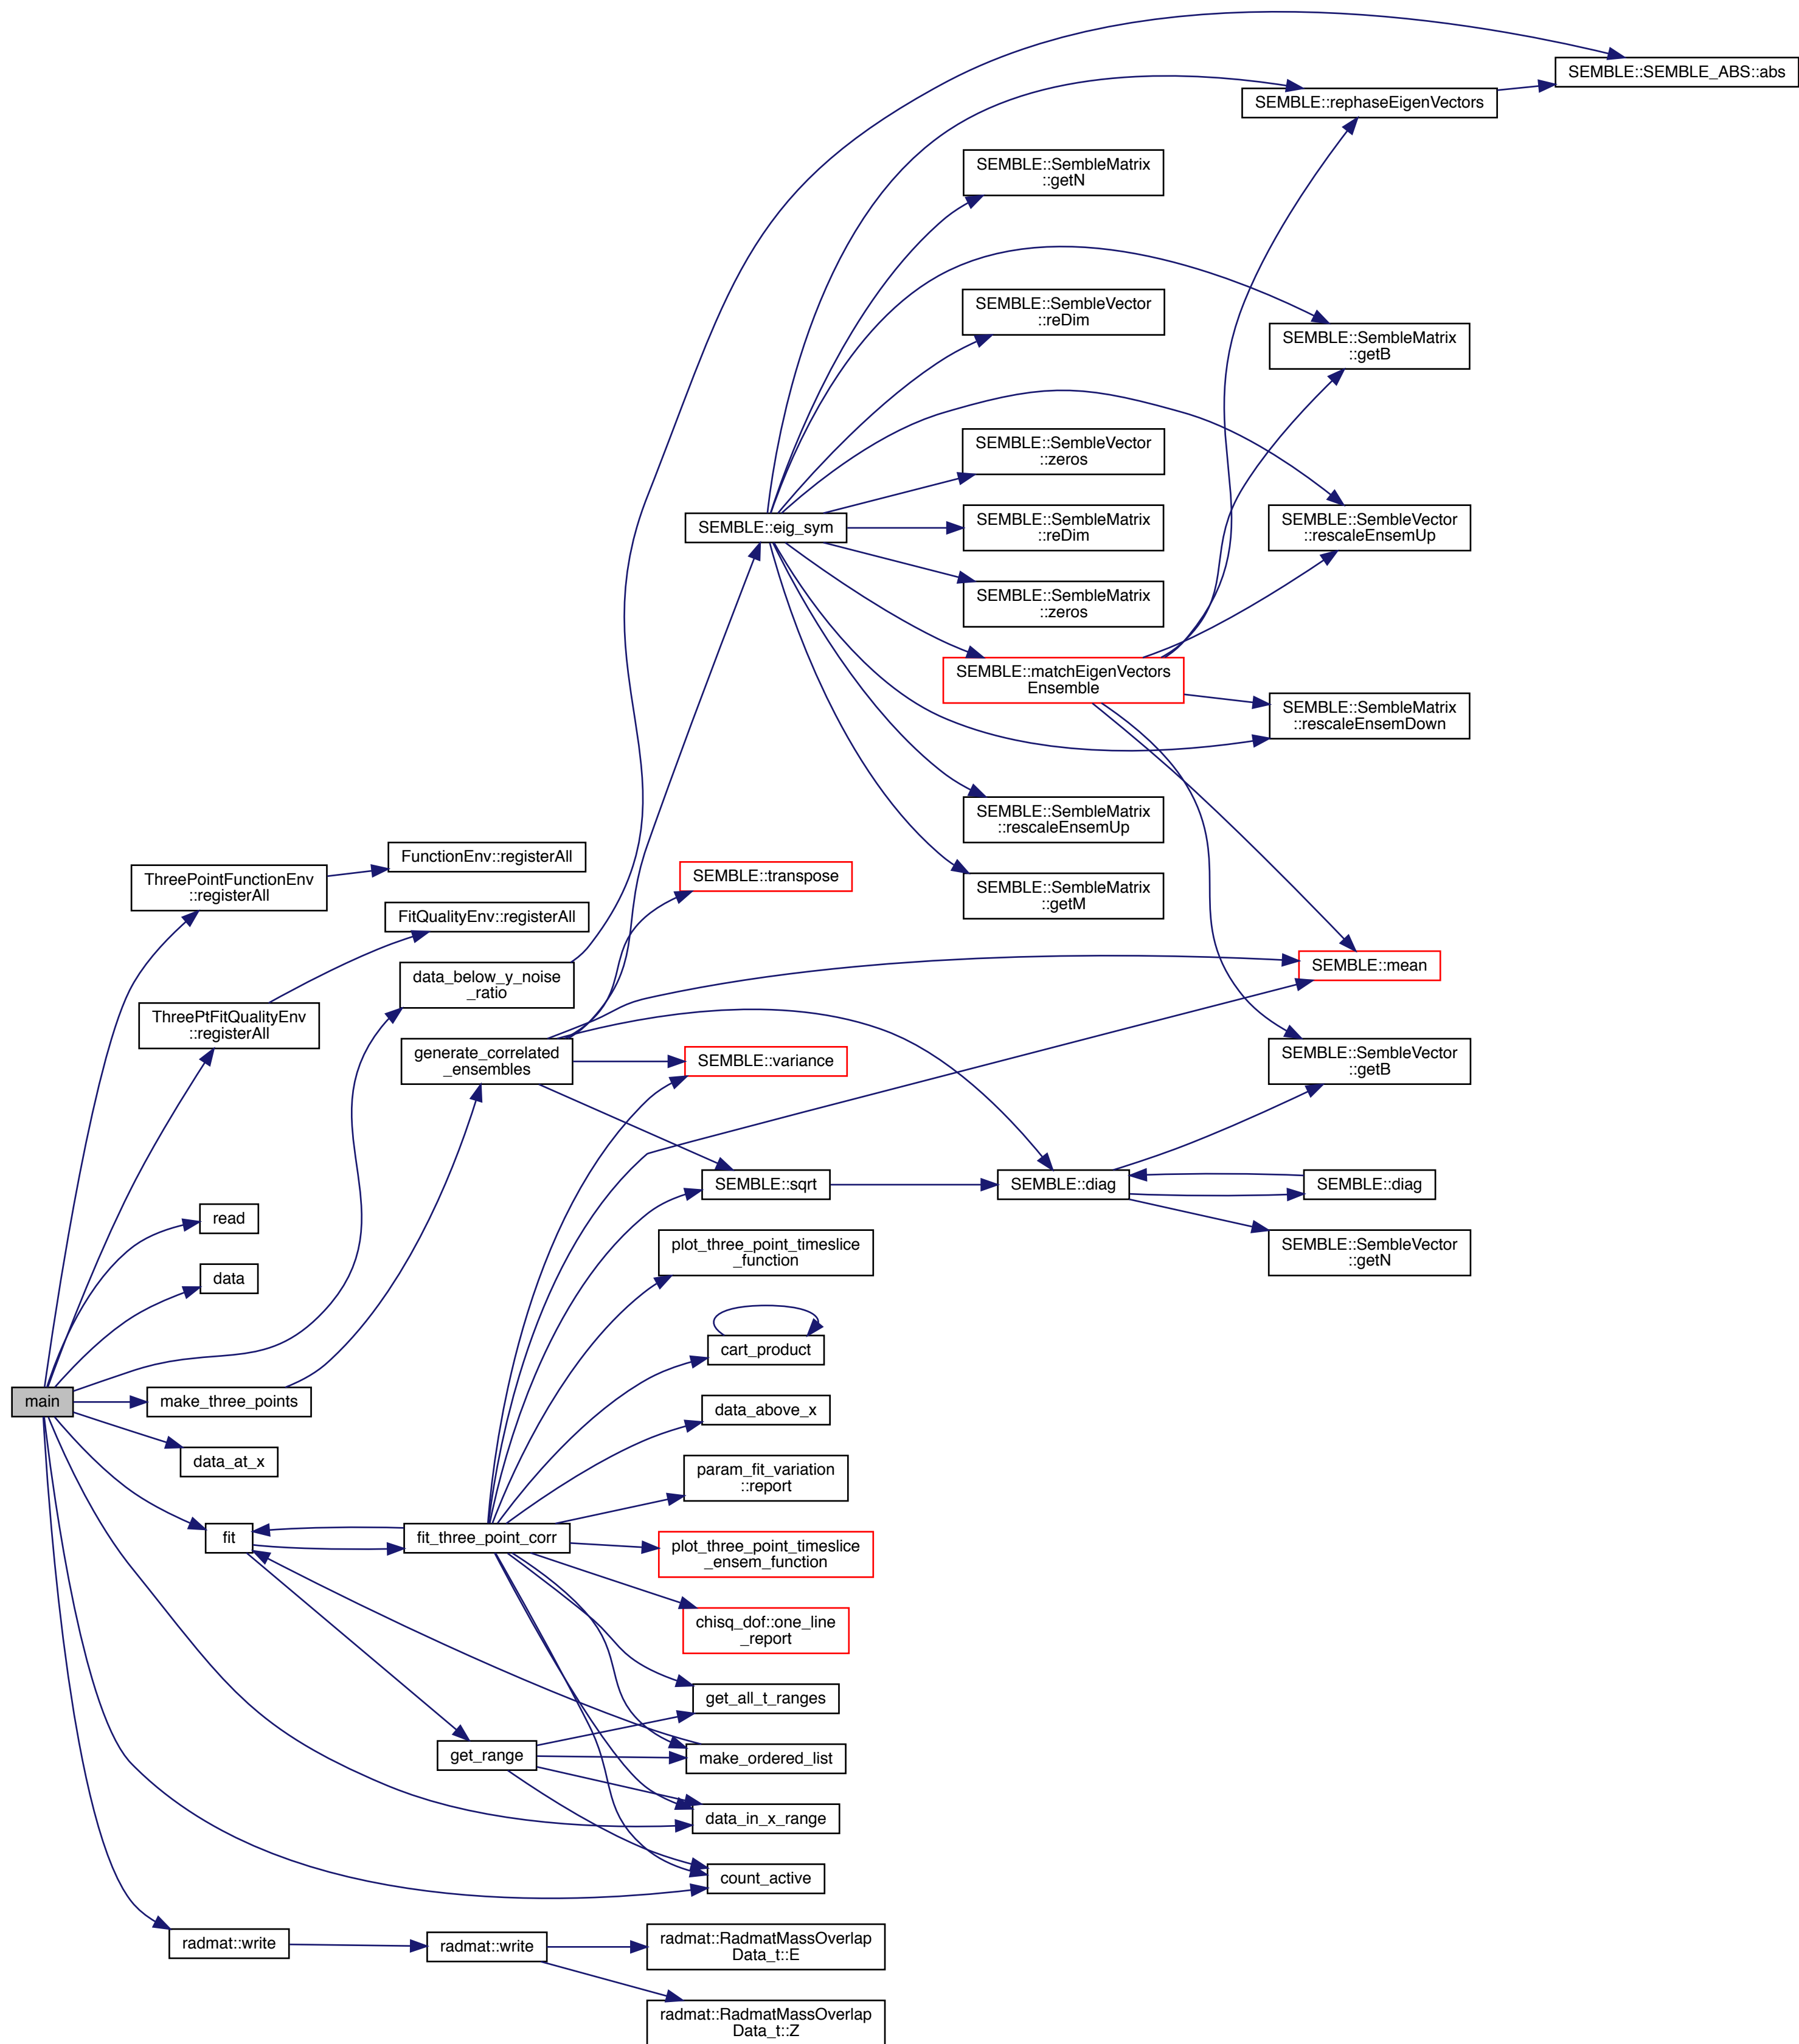 SEMBLE::SEMBLE_ABS::abs
SEMBLE::rephaseEigenVectors
SEMBLE::SembleMatrix
::getN
SEMBLE::SembleVector
::reDim
SEMBLE::SembleMatrix
::getB
SEMBLE::SembleVector
::zeros
SEMBLE::eig_sym
SEMBLE::SembleMatrix
::reDim
SEMBLE::SembleVector
::rescaleEnsemUp
SEMBLE::SembleMatrix
::zeros
SEMBLE::matchEigenVectors
Ensemble
SEMBLE::SembleMatrix
::rescaleEnsemDown
SEMBLE::SembleMatrix
::rescaleEnsemUp
SEMBLE::SembleMatrix
::getM
FunctionEnv::registerAll
ThreePointFunctionEnv
::registerAll
SEMBLE::transpose
FitQualityEnv::registerAll
data_below_y_noise
_ratio
SEMBLE::mean
ThreePtFitQualityEnv
::registerAll
generate_correlated
_ensembles
SEMBLE::variance
SEMBLE::SembleVector
::getB
SEMBLE::sqrt
SEMBLE::diag
SEMBLE::diag
read
plot_three_point_timeslice
_function
SEMBLE::SembleVector
::getN
data
cart_product
main
make_three_points
data_above_x
data_at_x
param_fit_variation
::report
fit
fit_three_point_corr
plot_three_point_timeslice
_ensem_function
chisq_dof::one_line
_report
get_all_t_ranges
get_range
make_ordered_list
data_in_x_range
count_active
radmat::write
radmat::write
radmat::RadmatMassOverlap
Data_t::E
radmat::RadmatMassOverlap
Data_t::Z